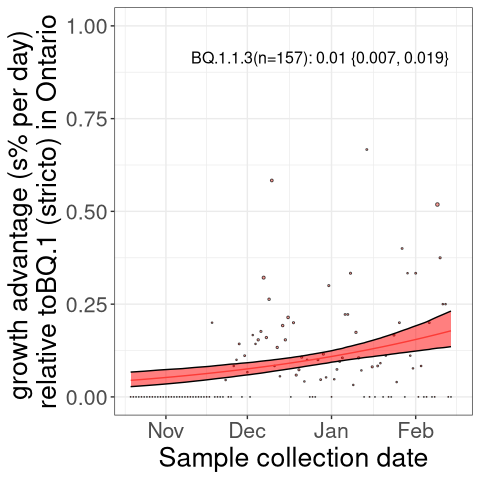 growth advantage (s% per day)
relative toBQ.1 (stricto) in Ontario
1.00
0.75
0.50
0.25
0.00
BQ.1.1.3(n=157): 0.01 {0.007, 0.019}
Nov Dec Jan Feb
Sample collection date